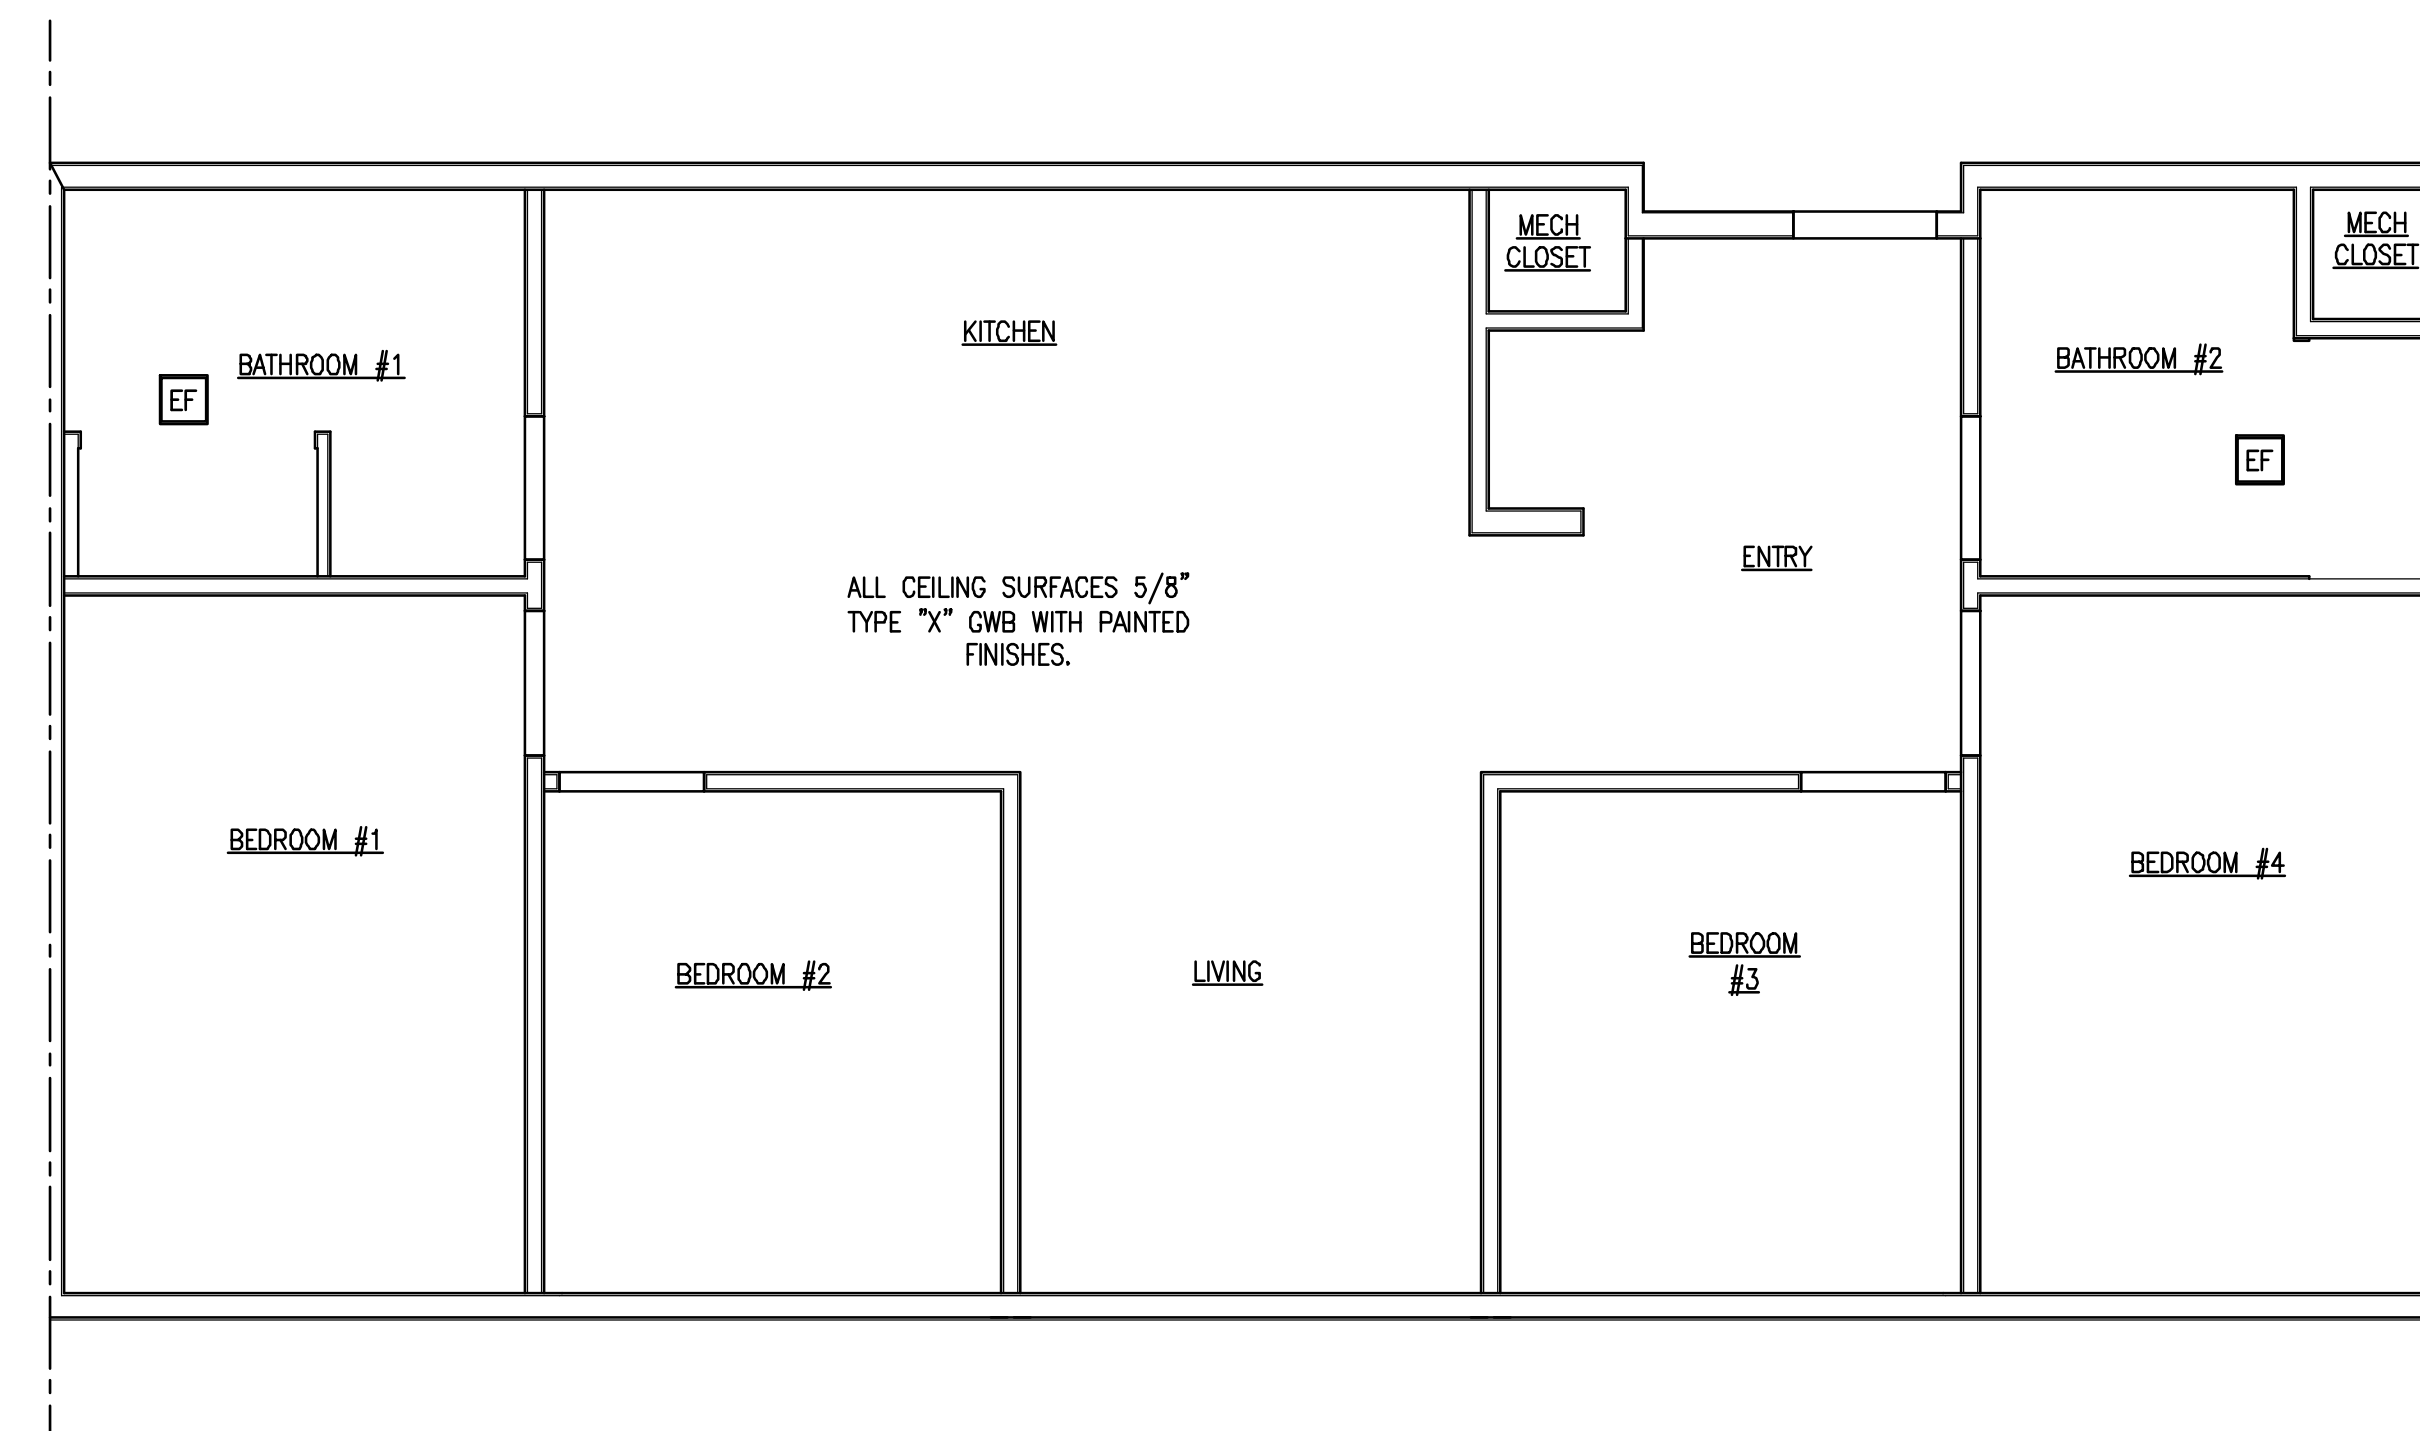 MECH
CLOSET
MECH
CLOSET
KITCHEN
BATHROOM #1
BATHROOM #2
EF
EF
ENTRY
ALL CEILING SURFACES 5/8"
TYPE "X" GWB WITH PAINTED
FINISHES.
BEDROOM #1
BEDROOM #4
BEDROOM
#3
BEDROOM #2
LIVING